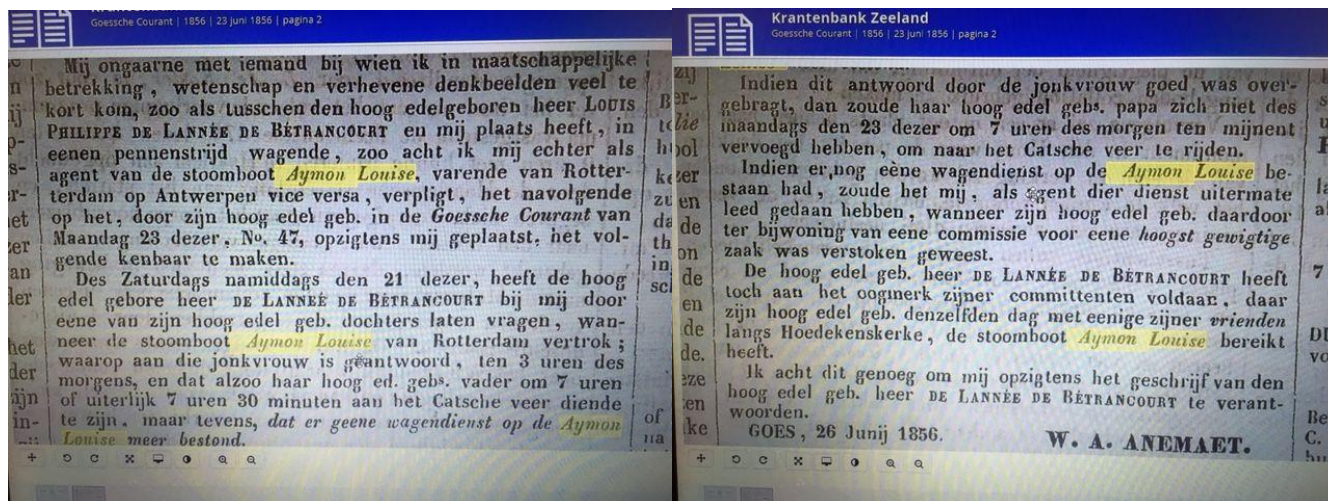 Goessche Courant | 1856 | 23 juni 1856 | pagina 2
Mij ongaarne met iemand bij wien ik in maatschappelijke
betrekking, wetenschap en verhevene denkbeelden veel te
kort kom, zoo als tusschen den hoog edelgeboren heer LOUIS
PHILIPPE DE LANNÉE DE BÉTRANCOURT en mij plaats heeft, in
eenen pennenstrijd wagende, zoo acht ik mij echter als
agent van de stoomboot Aymon Louise, varende van Rotter-
terdam op Antwerpen vice versa, verpligt, het navolgende
op het, door zijn hoog edel geb. in de Goessche Courant van
Maandag 23 dezer, No. 47, opzigtens mij geplaatst, het vol-
gende kenbaar te maken.
Des Zaturdags namiddags den 21 dezer, heeft de hoog
edel gebore heer DE LANNEÉ DE BÉTRANCOURT bij mij door
eene van zijn hoog edel geb. dochters laten vragen, wan-
neer de stoomboot Aymon Louise van Rotterdam vertrok;
waarop aan die jonkvrouw is geantwoord, ten 3 uren des
morgens, en dat alzoo haar hoog ed. gebs. vader om 7 uren
of uiterlijk 7 uren 30 minuten aan het Catsche veer diende
te zijn, maar tevens, dat er geene wagendienst op de Aymon
Louise meer bestond.
Krantenbank Zeeland
Goessche Courant | 1856 | 23 juni 1856 | pagina 2
Indien dit antwoord door de jonkvrouw goed was over-
gebragt, dan zoude haar hoog edel gebs. papa zich niet des
maandags den 23 dezer om 7 uren des morgen ten mijnent
vervoegd hebben, om naar het Catsche veer te rijden.
Indien er nog eène wagendienst op de Aymon Louise be-
staan had, zoude het mij, als agent dier dienst uitermate
leed gedaan hebben, wanneer zijn hoog edel geb. daardoor
ter bijwoning van eene commissie voor eene hoogst gewigtige
zaak was verstoken geweest.
De hoog edel geb. heer DE LANNÉE DE BÉTRANCOURT heeft
toch aan het oogmerk zijner committenten voldaan, daar
zijn hoog edel geb. denzelfden dag met eenige zijner vrienden
langs Hoedekenskerke, de stoomboot Aymon Louise bereikt
heeft.
Ik acht dit genoeg om mij opzigtens het geschrijf van den
hoog edel geb. heer DE LANNÉE DE BÉTRANCOURT te verant-
woorden.
GOES, 26 Junij 1856.
W. A. ANEMAET.